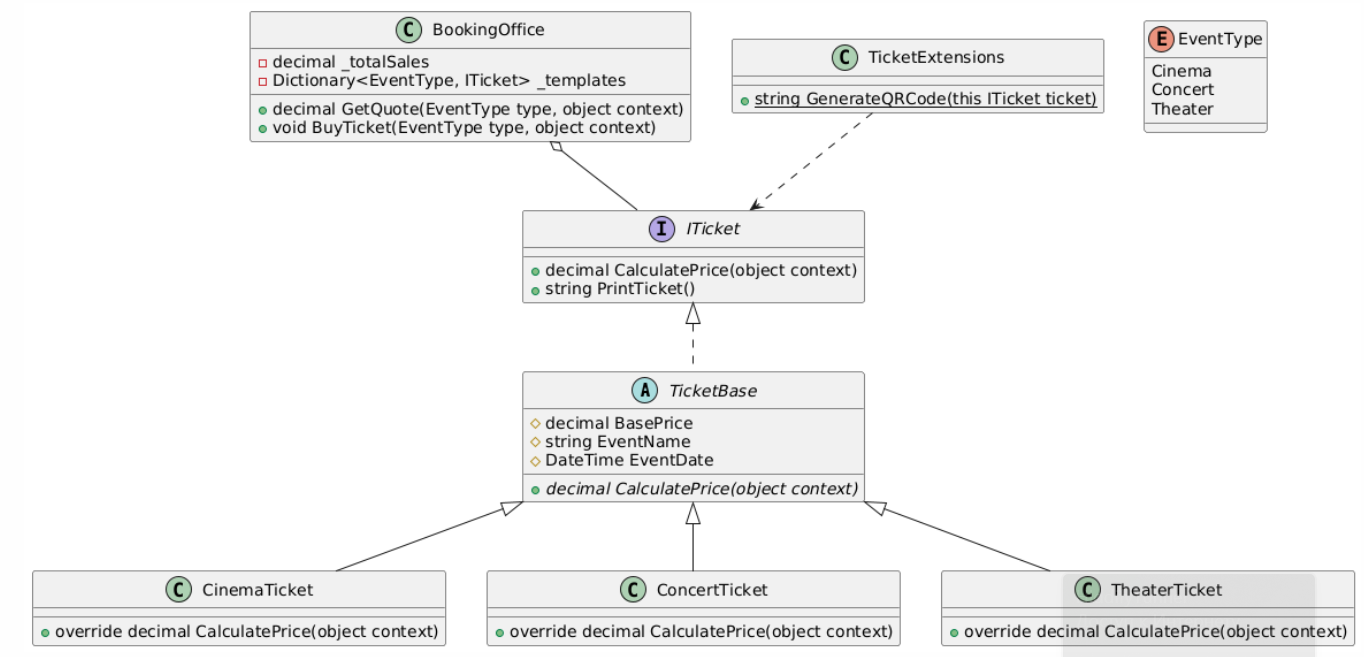 C BookingOffice
decimal _totalSales
Dictionary<EventType, ITicket> _templates
decimal GetQuote(EventType type, object context)
void BuyTicket(EventType type, object context)
C TicketExtensions
string GenerateQRCode(this ITicket ticket)
E EventType
Cinema
Concert
Theater
I ITicket
decimal CalculatePrice(object context)
string PrintTicket()
A TicketBase
decimal BasePrice
string EventName
DateTime EventDate
decimal CalculatePrice(object context)
C CinemaTicket
override decimal CalculatePrice(object context)
C ConcertTicket
override decimal CalculatePrice(object context)
C TheaterTicket
override decimal CalculatePrice(object context)